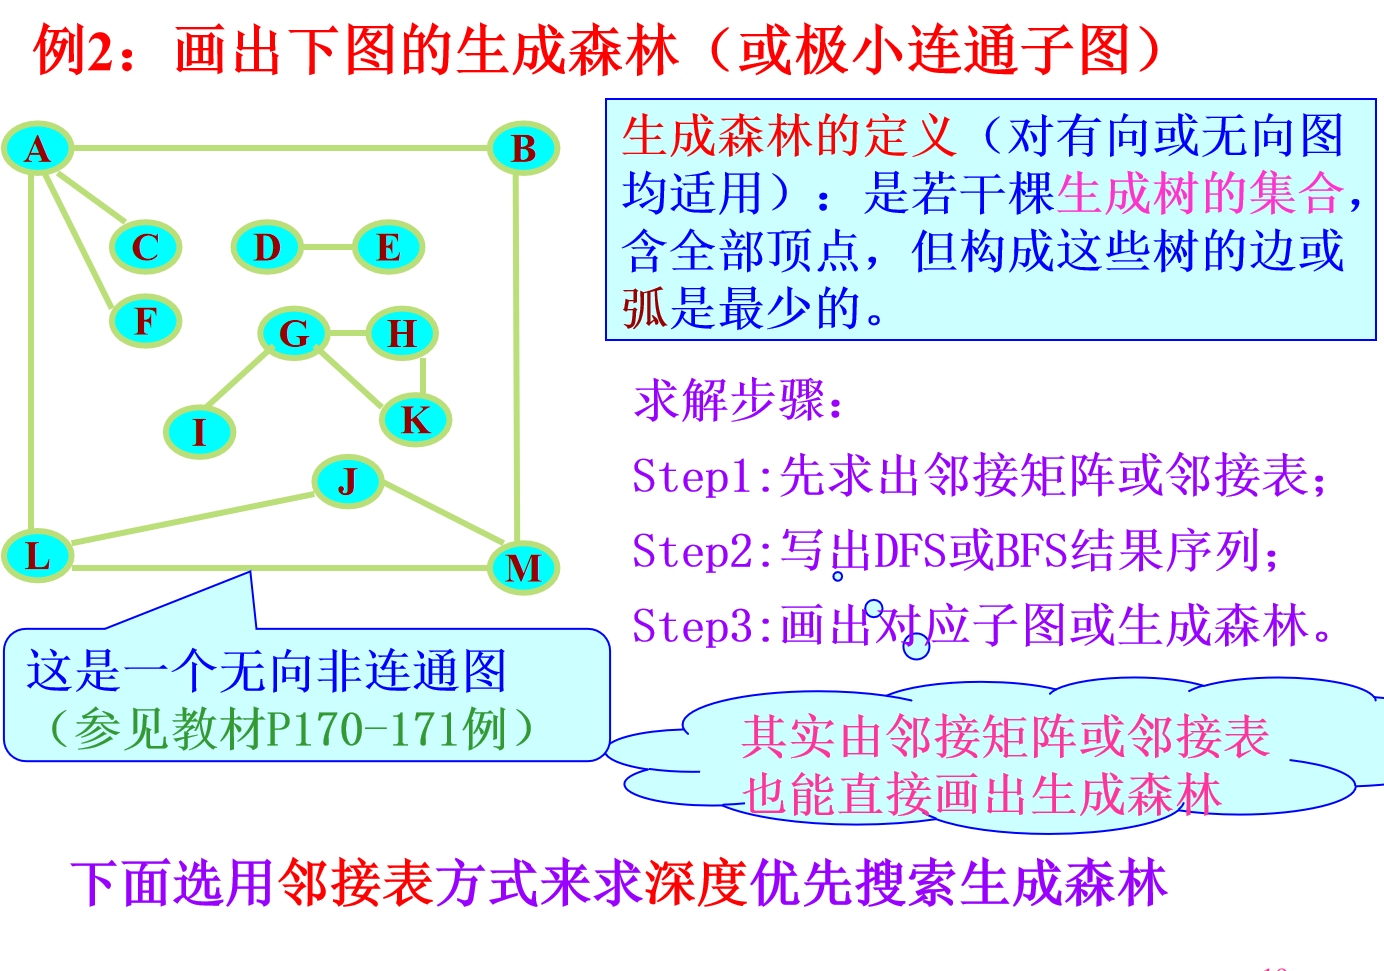 例2：画出下图的生成森林（或极小连通子图）
A
B
C
D
E
F
G
H
I
K
J
L
M
生成森林的定义（对有向或无向图
均适用）：是若干棵生成树的集合，
含全部顶点，但构成这些树的边或
弧是最少的。
求解步骤：
Step1:先求出邻接矩阵或邻接表；
Step2:写出DFS或BFS结果序列；
Step3:画出对应子图或生成森林。
这是一个无向非连通图
（参见教材P170-171例）
其实由邻接矩阵或邻接表
也能直接画出生成森林
下面选用邻接表方式来求深度优先搜索生成森林